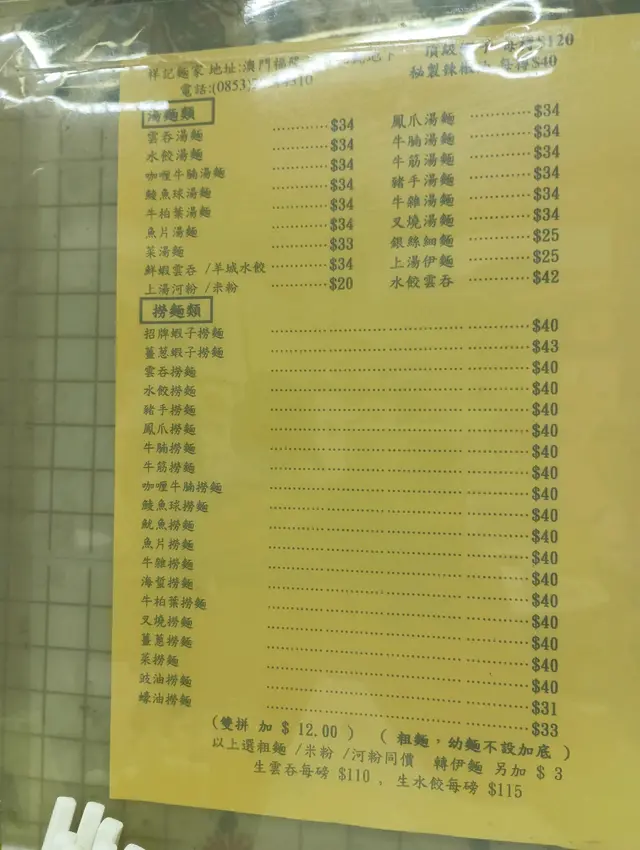 祥記麵家 地址:澳門福
電話:(0853)
每 $120
秘製 $40
湯麵類
雲吞湯麵 …………$34 鳳爪湯麵 …………$34
水餃湯麵 …………$34 牛腩湯麵 …………$34
咖喱牛腩湯麵 …………$34 牛筋湯麵 …………$34
鯪魚球湯麵 …………$34 豬手湯麵 …………$34
牛柏葉湯麵 …………$34 牛雜湯麵 …………$34
魚片湯麵 …………$34 叉燒湯麵 …………$34
菜湯麵 …………$33 銀絲細麵 …………$25
鮮蝦雲吞 /羊城水餃 …………$34 上湯伊麵 …………$25
上湯河粉 /米粉 …………$20 水餃雲吞 …………$42
撈麵類
招牌蝦子撈麵 …………$40
薑蔥蝦子撈麵 …………$43
雲吞撈麵 …………$40
水餃撈麵 …………$40
豬手撈麵 …………$40
鳳爪撈麵 …………$40
牛腩撈麵 …………$40
牛筋撈麵 …………$40
咖喱牛腩撈麵 …………$40
鯪魚球撈麵 …………$40
魷魚撈麵 …………$40
魚片撈麵 …………$40
牛雜撈麵 …………$40
海蜇撈麵 …………$40
牛柏葉撈麵 …………$40
叉燒撈麵 …………$40
薑蔥撈麵 …………$40
菜撈麵 …………$40
豉油撈麵 …………$31
蠔油撈麵 …………$33
(雙拼 加 $ 12.00 ) ( 粗麵,幼麵不設加底 )
以上選粗麵 /米粉 /河粉同價 轉伊麵 另加 $ 3
生雲吞每磅 $110 , 生水餃每磅 $115